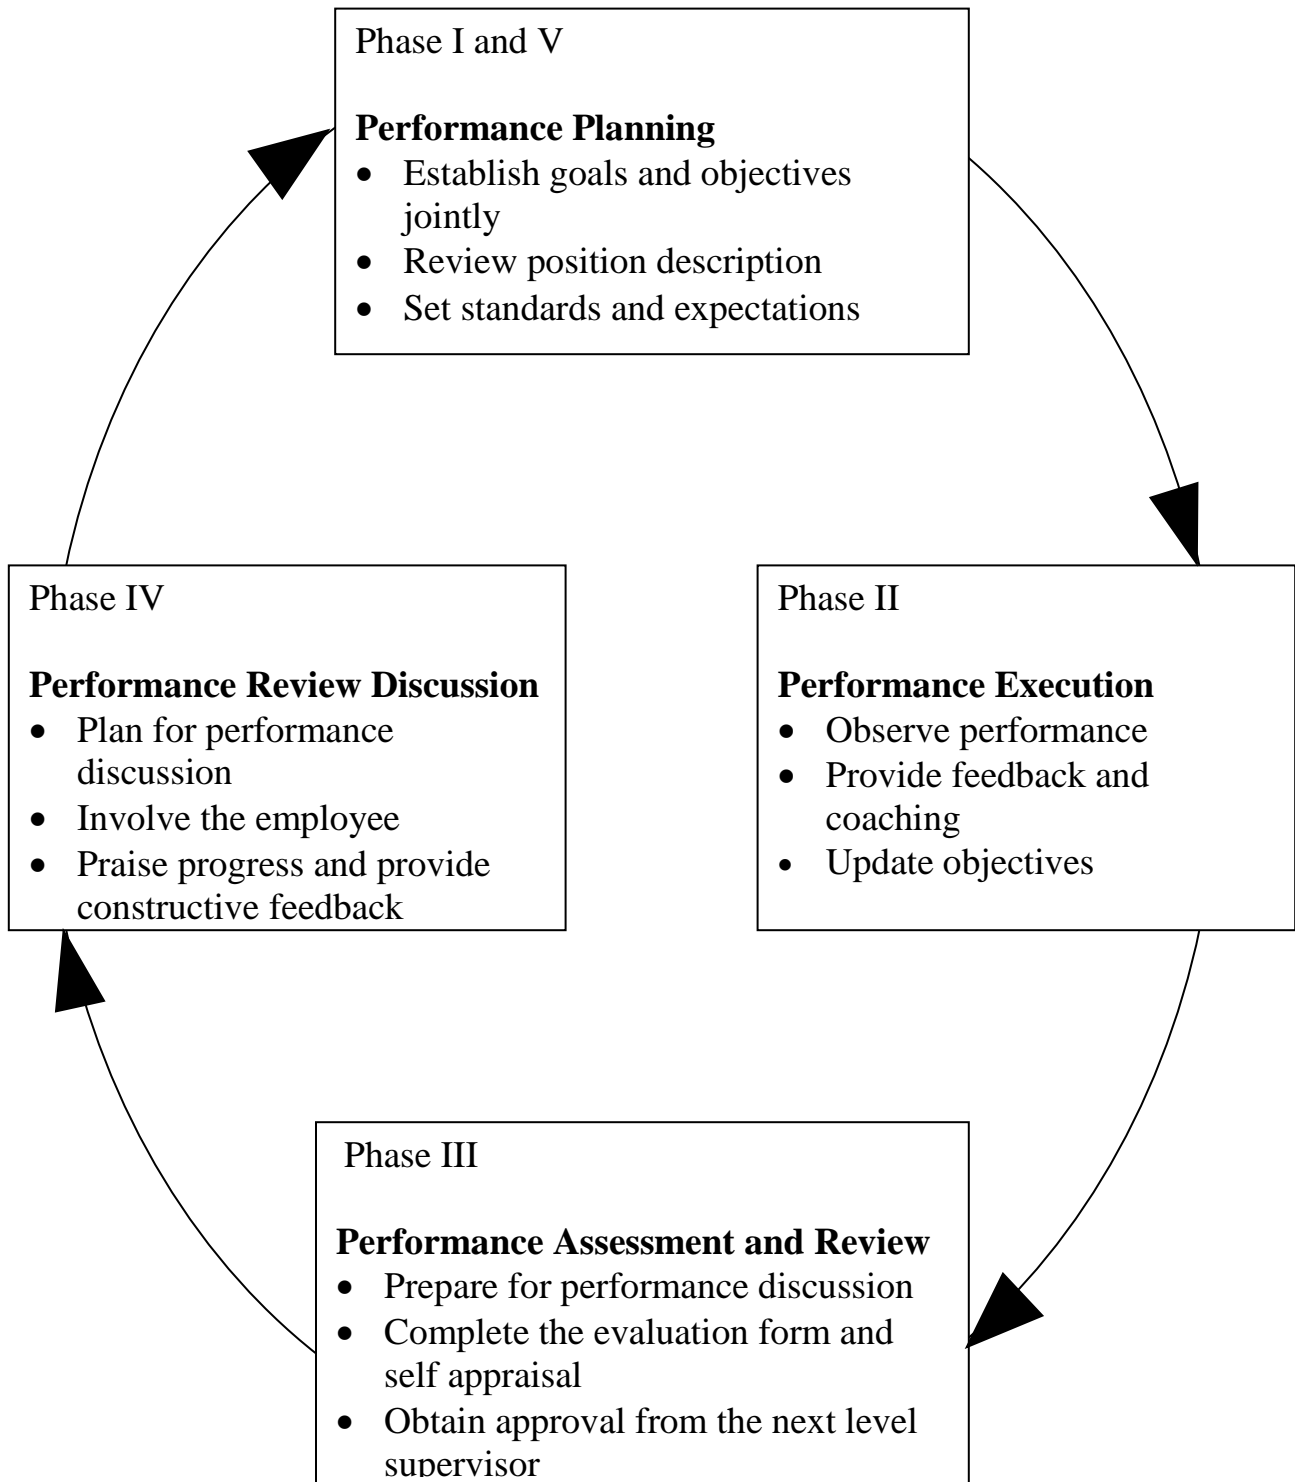 Phase I and V
Performance Planning
• Establish goals and objectives
jointly
• Review position description
• Set standards and expectations
Phase IV
Performance Review Discussion
• Plan for performance
discussion
• Involve the employee
• Praise progress and provide
constructive feedback
Phase II
Performance Execution
• Observe performance
• Provide feedback and
coaching
• Update objectives
Phase III
Performance Assessment and Review
• Prepare for performance discussion
• Complete the evaluation form and
self appraisal
• Obtain approval from the next level
supervisor